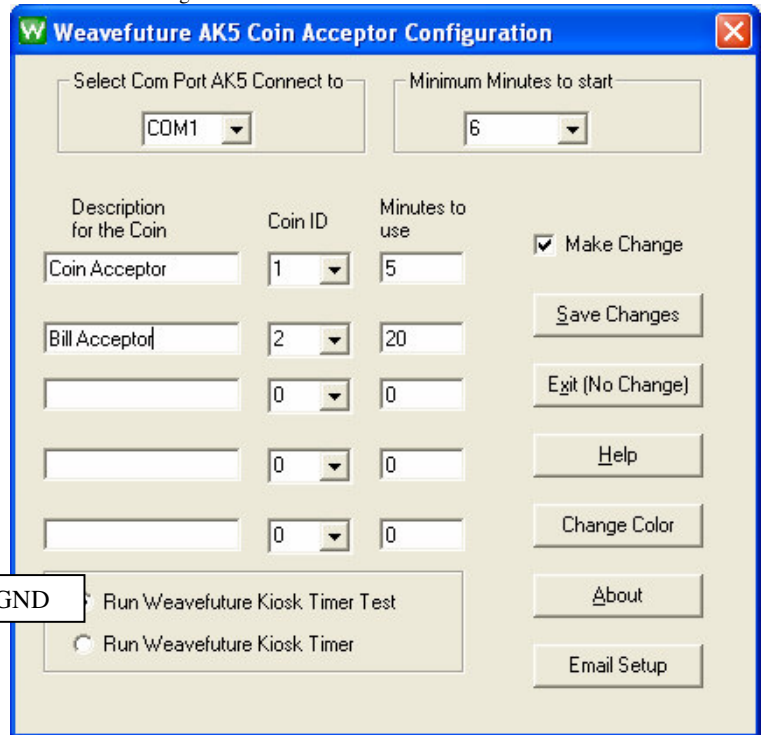 Weavefuture AK5 Coin Acceptor Configuration
Select Com Port AK5 Connect to
Minimum Minutes to start
COM1
6
Description
for the Coin
Coin ID
Minutes to
use
Make Change
Coin Acceptor
1
5
Save Changes
Bill Acceptor
2
20
Exit (No Change)
0
0
Help
0
0
Change Color
0
0
GND
Run Weavefuture Kiosk Timer Test
About
Run Weavefuture Kiosk Timer
Email Setup